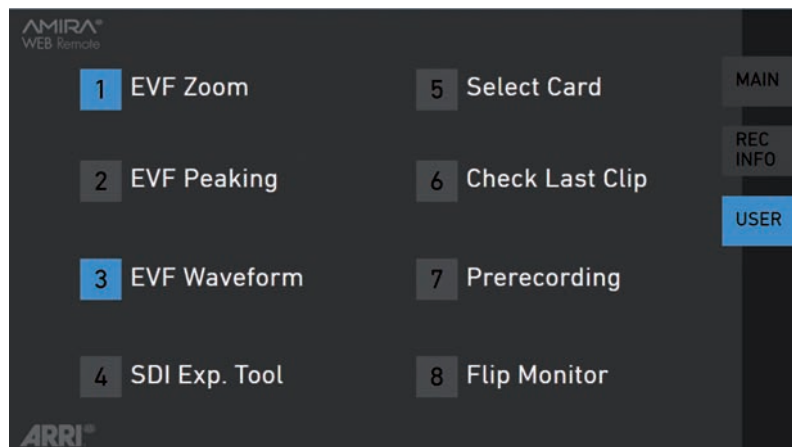 AMIRA®
WEB Remote
1 EVF Zoom
2 EVF Peaking
3 EVF Waveform
4 SDI Exp. Tool
5 Select Card
6 Check Last Clip
7 Prerecording
8 Flip Monitor
MAIN
REC
INFO
USER
ARRI®